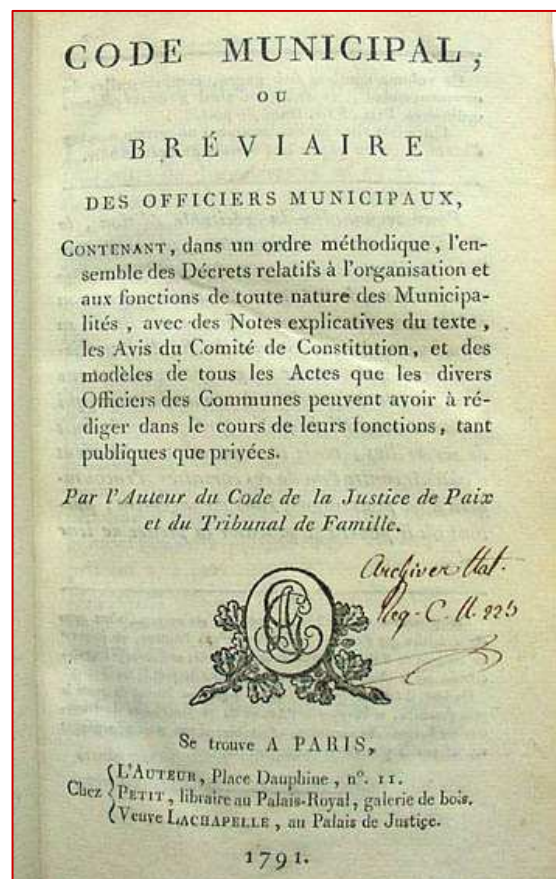 CODE MUNICIPAL,
OU
BRÉVIAIRE
DES OFFICIERS MUNICIPAUX,
CONTENANT, dans un ordre méthodique, l'en-
semble des Décrets relatifs à l'organisation et
aux fonctions de toute nature des Municipa-
lités, avec des Notes explicatives du texte,
les Avis du Comité de Constitution, et des
modèles de tous les Actes que les divers
Officiers des Communes peuvent avoir à ré-
diger dans le cours de leurs fonctions, tant
publiques que privées.
Par l'Auteur du Code de la Justice de Paix
et du Tribunal de Famille.
Se trouve A PARIS,
Chez
L'AUTEUR, Place Dauphine, n°. 11.
PETIT, libraire au Palais-Royal, galerie de bois.
Veuve LACHAPELLE, au Palais de Justice.
1791.